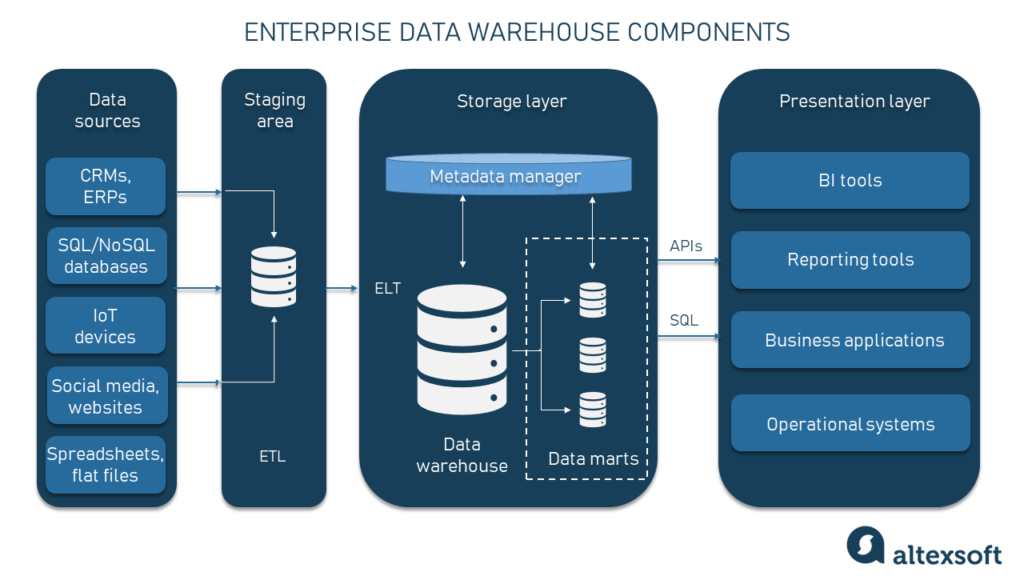 ENTERPRISE DATA WAREHOUSE COMPONENTS
Data
sources
CRMs,
ERPs
SQL/NoSQL
databases
IoT
devices
Social media,
websites
Spreadsheets,
flat files
Staging
area
ETL
Storage layer
Metadata manager
ELT
Data
warehouse
Data marts
APIs
SQL
Presentation layer
BI tools
Reporting tools
Business applications
Operational systems
altexsoft